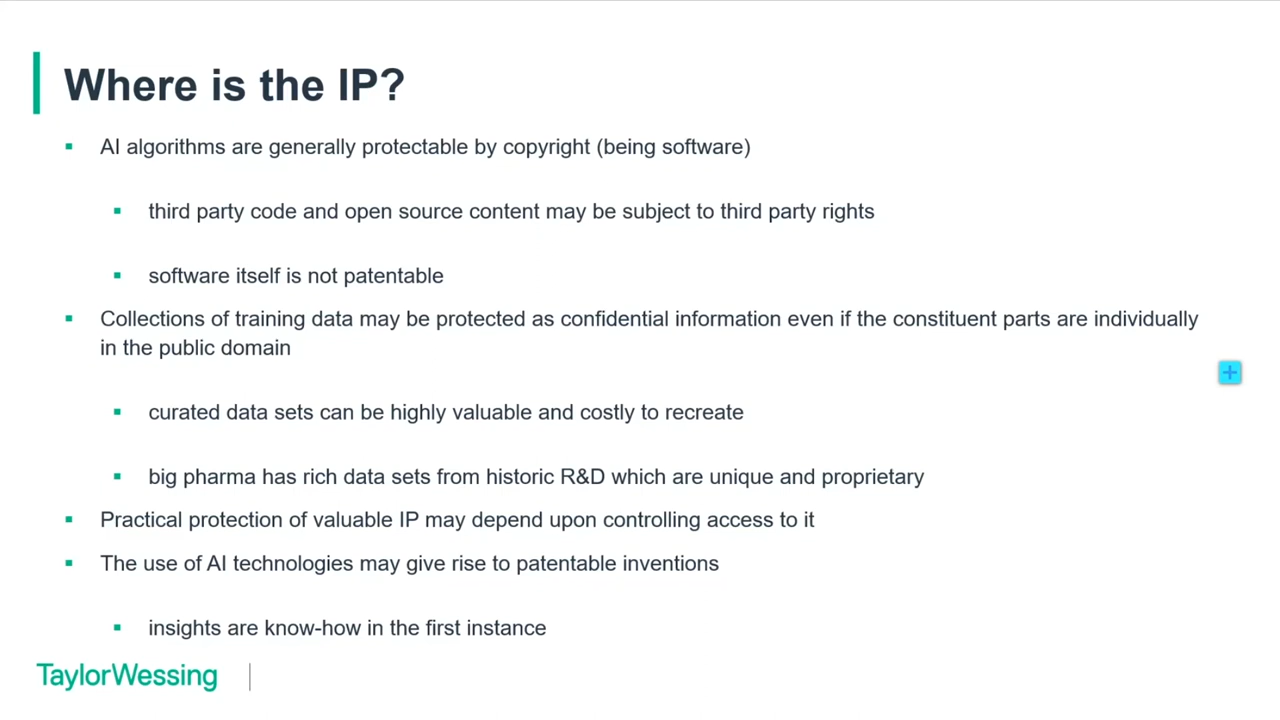 Where is the IP?
AI algorithms are generally protectable by copyright (being software)
third party code and open source content may be subject to third party rights
software itself is not patentable
Collections of training data may be protected as confidential information even if the constituent parts are individually
in the public domain
curated data sets can be highly valuable and costly to recreate
big pharma has rich data sets from historic R&D which are unique and proprietary
Practical protection of valuable IP may depend upon controlling access to it
The use of AI technologies may give rise to patentable inventions
insights are know-how in the first instance
TaylorWessing